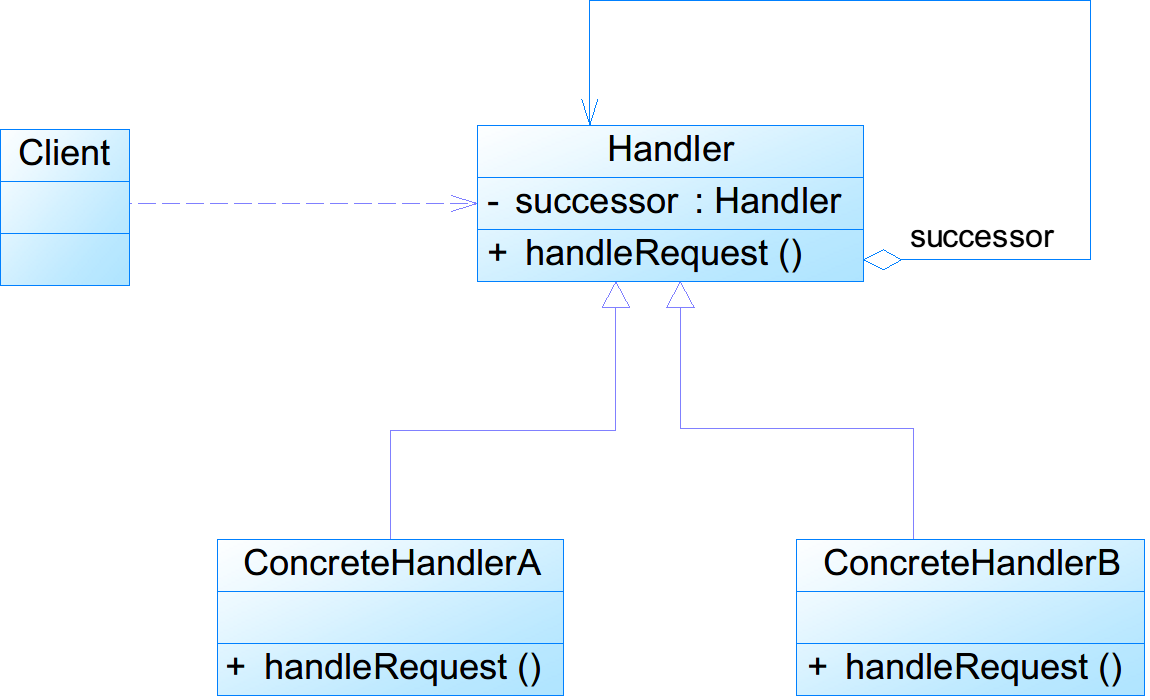 Client
Handler
- successor : Handler
+ handleRequest ()
successor
ConcreteHandlerA
+ handleRequest ()
ConcreteHandlerB
+ handleRequest ()